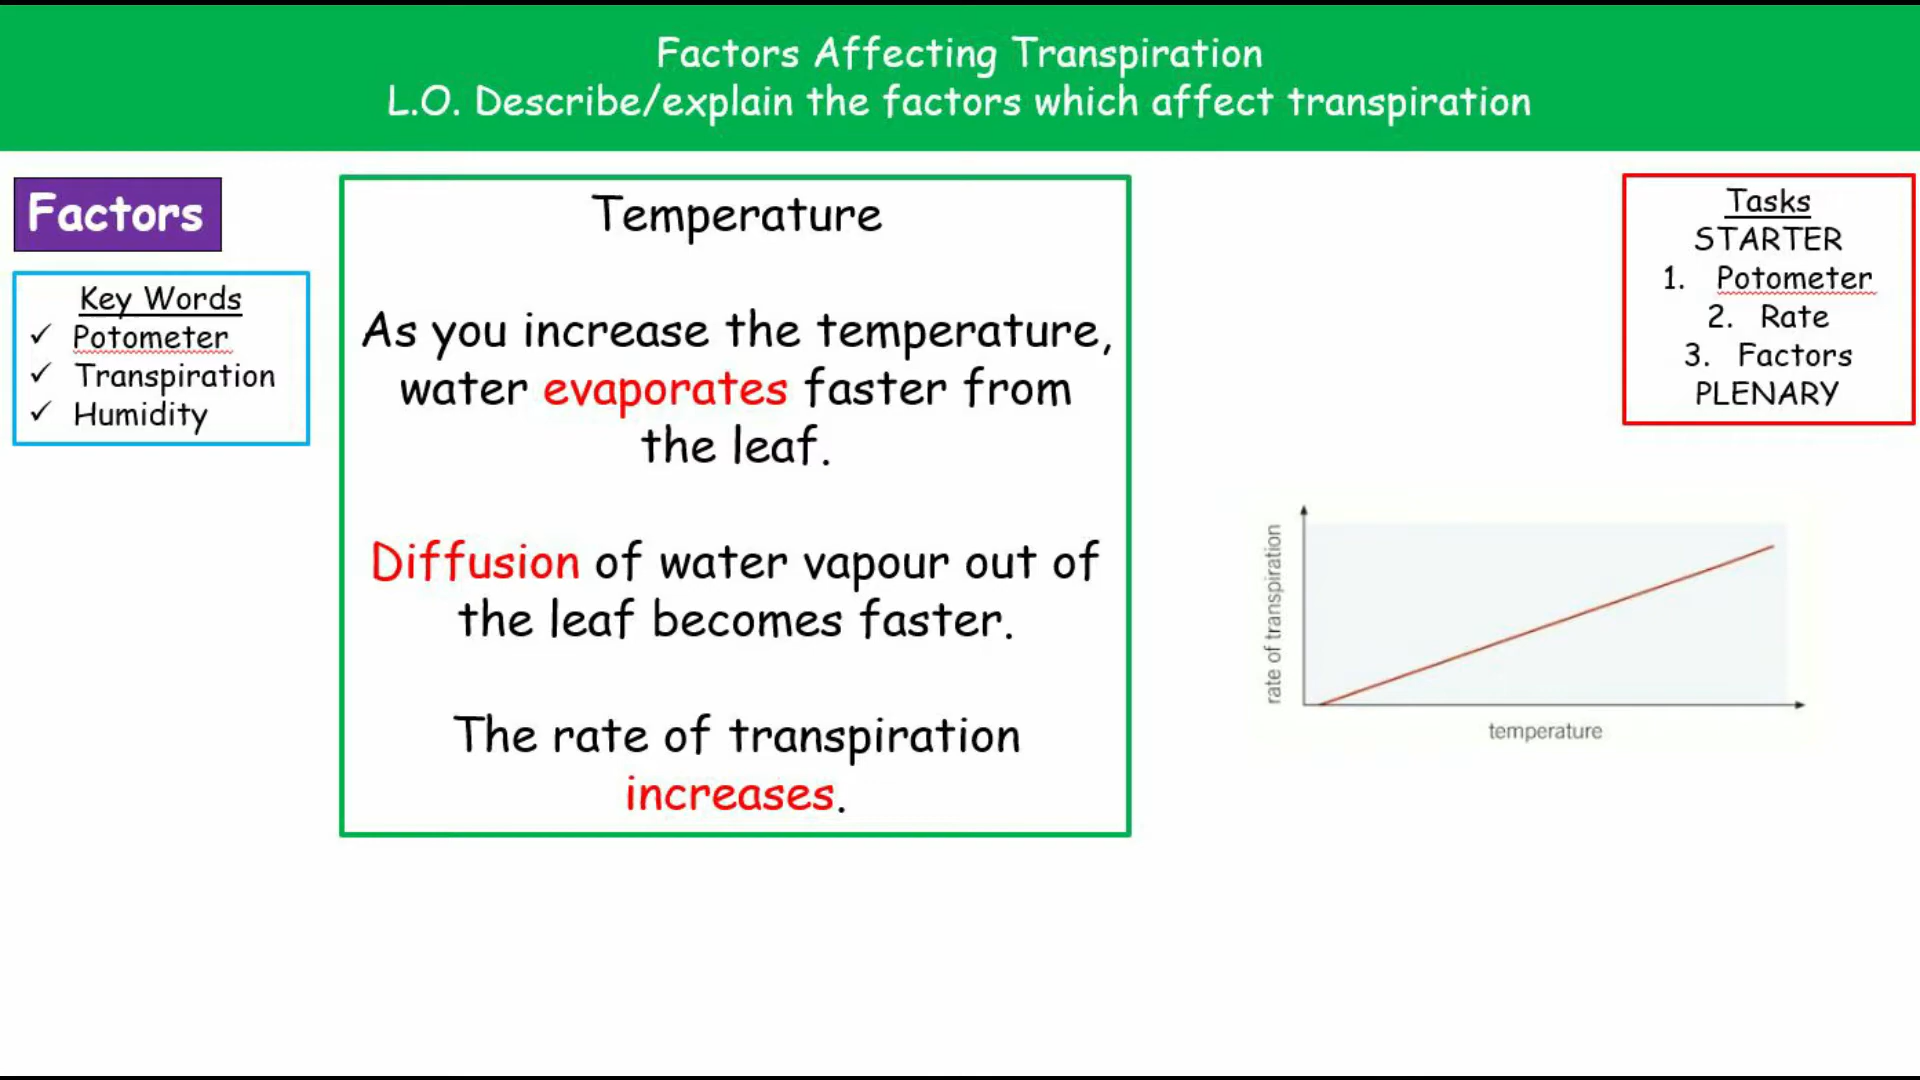 Factors Affecting Transpiration
L.O. Describe/explain the factors which affect transpiration
Factors
Key Words
✓ Potometer
✓ Transpiration
✓ Humidity
Temperature
As you increase the temperature,
water evaporates faster from
the leaf.
Diffusion of water vapour out of
the leaf becomes faster.
The rate of transpiration
increases.
Tasks
STARTER
1. Potometer
2. Rate
3. Factors
PLENARY
rate of transpiration
temperature